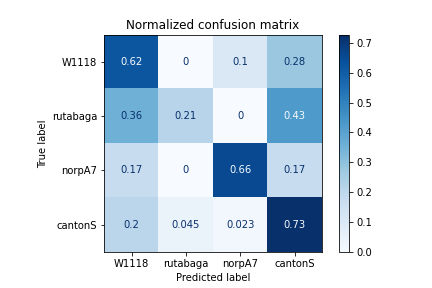 Normalized confusion matrix
True label
W1118 0.62 0 0.1 0.28
rutabaga 0.36 0.21 0 0.43
norpA7 0.17 0 0.66 0.17
cantonS 0.2 0.045 0.023 0.73
W1118 rutabaga norpA7 cantonS
Predicted label
0.7
0.6
0.5
0.4
0.3
0.2
0.1
0.0